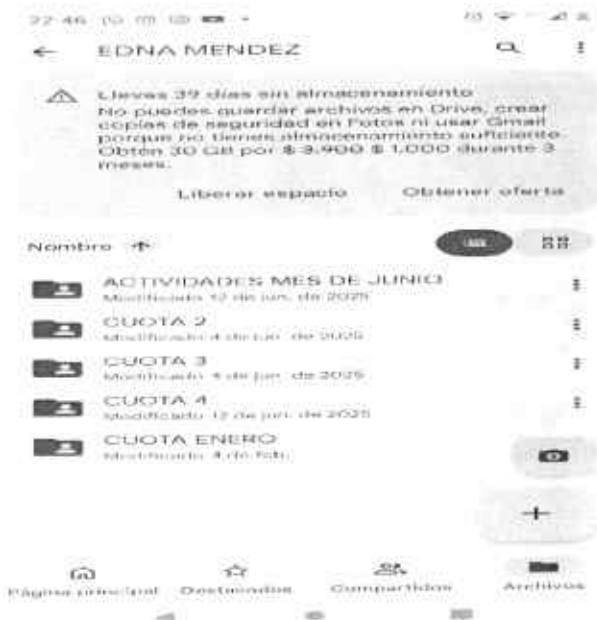 22:46
EDNA MENDEZ
Llevas 39 días sin almacenamiento
No puedes guardar archivos en Drive, crear
copias de seguridad en Fotos ni usar Gmail
porque no tienes almacenamiento suficiente.
Obtén 30 GB por $ 3.900 $ 1.000 durante 3
meses.
Liberar espacio Obtener oferta
Nombre
ACTIVIDADES MES DE JUNIO
Modificado 12 de jun. de 2025
CUOTA 2
Modificado 4 de jun. de 2025
CUOTA 3
Modificado 4 de jun. de 2025
CUOTA 4
Modificado 12 de jun. de 2025
CUOTA ENERO
Modificado 4 de feb.
Página principal Destacados Compartidos Archivos